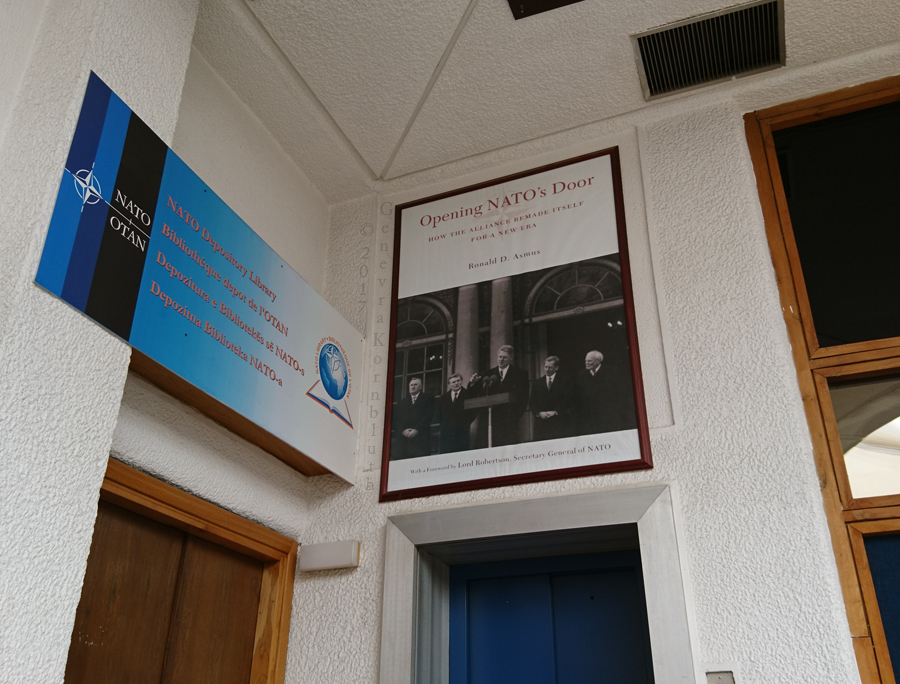 NATO
OTAN
NATO Depository Library
Bibliothèque depot de l'OTAN
Depozitura e Bibliotekës së NATO-s
Depozitna Biblioteka NATO-a
Opening NATO's Door
HOW THE ALLIANCE REMADE ITSELF
FOR A NEW ERA
Ronald D. Asmus
With a Foreword by Lord Robertson, Secretary General of NATO
© 2017 Genevra Kornbluth